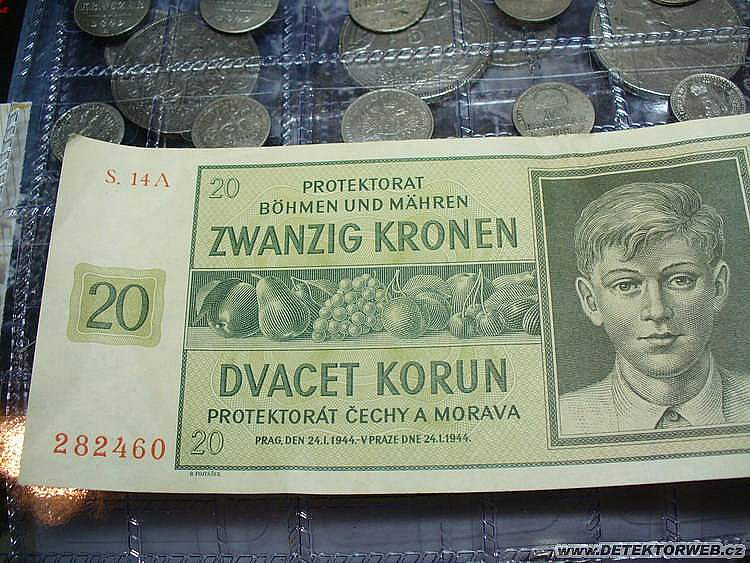 S. 14 A
20
PROTEKTORAT
BÖHMEN UND MÄHREN
ZWANZIG KRONEN
20
DVACET KORUN
PROTEKTORÁT ČECHY A MORAVA
282460
20
PRAG, DEN 24.I.1944.-V PRAZE DNE 24.I.1944.
www.DETEKTORWEB.cz